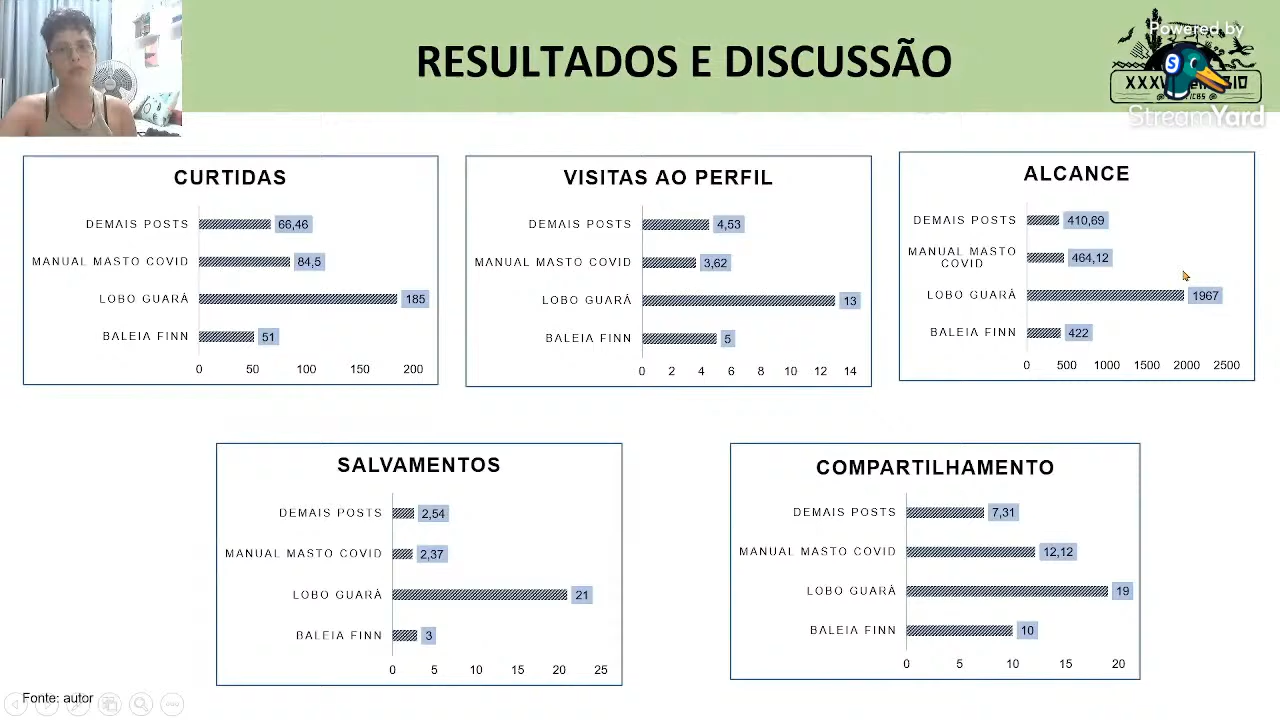 RESULTADOS E DISCUSSÃO
Powered by
StreamYard
CURTIDAS
DEMAIS POSTS 66,46
MANUAL MASTO COVID 84,5
LOBO GUARÁ 185
BALEIA FINN 51
0 50 100 150 200
VISITAS AO PERFIL
DEMAIS POSTS 4,53
MANUAL MASTO COVID 3,62
LOBO GUARÁ 13
BALEIA FINN 5
0 2 4 6 8 10 12 14
ALCANCE
DEMAIS POSTS 410,69
MANUAL MASTO
COVID 464,12
LOBO GUARÁ 1967
BALEIA FINN 422
0 500 1000 1500 2000 2500
SALVAMENTOS
DEMAIS POSTS 2,54
MANUAL MASTO COVID 2,37
LOBO GUARÁ 21
BALEIA FINN 3
0 5 10 15 20 25
COMPARTILHAMENTO
DEMAIS POSTS 7,31
MANUAL MASTO COVID 12,12
LOBO GUARÁ 19
BALEIA FINN 10
0 5 10 15 20
Fonte: autor